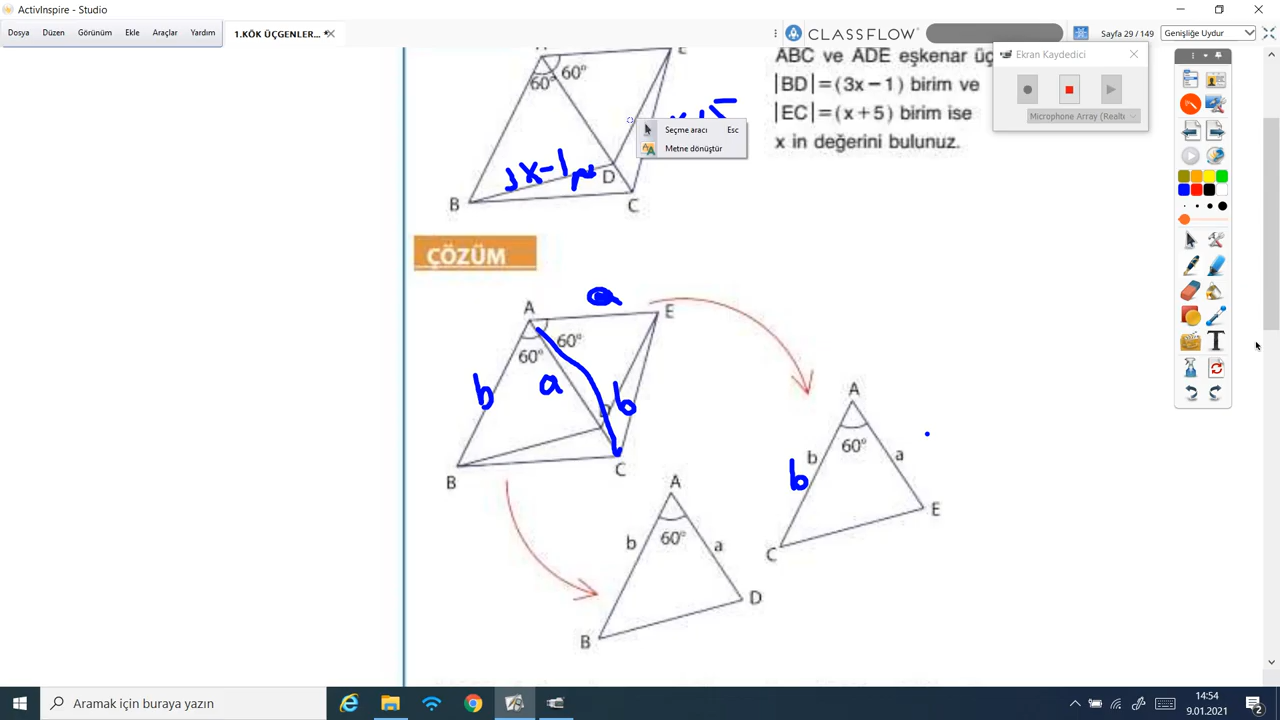 ActivInspire - Studio
Dosya Düzen Görünüm Ekle Araçlar Yardım
1.KÖK ÜÇGENLER...
CLASSFLOW
Sayfa 29 / 149
Genişliğe Uydur
Ekran Kaydedici
Microphone Array (Realt
ABC ve ADE eşkenar üç
|BD|=(3x−1) birim ve
|EC|=(x+5) birim ise
x in değerini bulunuz.
60°
60°
Seçme aracı Esc
Metne dönüştür
3x-1
D
B
C
ÇÖZÜM
a
A
E
60°
60°
b
a
b
B
C
A
60°
b
a
b
C
E
A
60°
b
a
D
B
T
Aramak için buraya yazın
14:54
9.01.2021
2